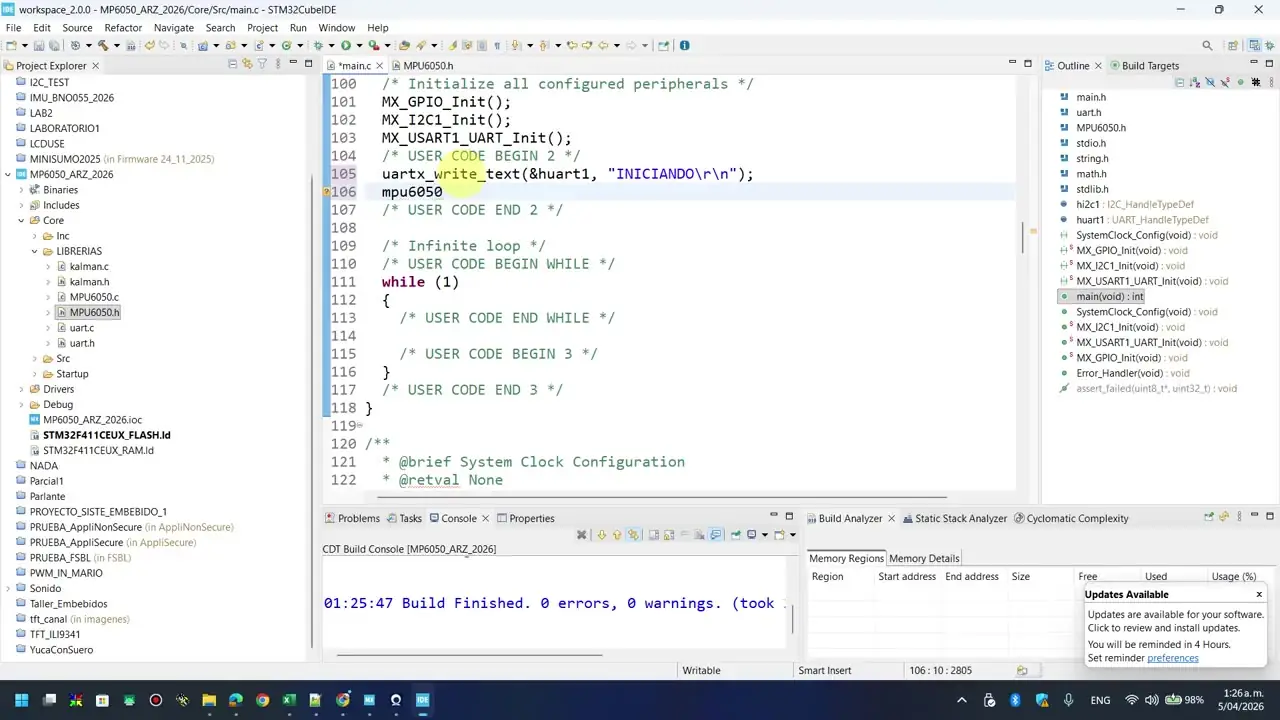 workspace_2.0.0 - MP6050_ARZ_2026/Core/Src/main.c - STM32CubeIDE
File Edit Source Refactor Navigate Search Project Run Window Help
Project Explorer
I2C_TEST
IMU_BNO055_2026
LAB2
LABORATORIO1
LCDUSE
MINISUMO2025 (in Firmware 24_11_2025)
MP6050_ARZ_2026
Binaries
Includes
Core
Inc
LIBRERIAS
kalman.c
kalman.h
MPU6050.c
MPU6050.h
uart.c
uart.h
Src
Startup
Drivers
Debug
MP6050_ARZ_2026.ioc
STM32F411CEUX_FLASH.ld
STM32F411CEUX_RAM.ld
NADA
Parcial1
Parlante
PROYECTO_SISTE_EMBEBIDO_1
PRUEBA_AppliNonSecure (in AppliNonSecure)
PRUEBA_AppliNonSecure (in Appli)
PRUEBA_FSBL (in FSBL)
PWM_IN_MARIO
Sonido
Taller_Embebidos
tft_canal (in imagenes)
TFT_ILI9341
YucaConSuero
*main.c MPU6050.h
100 /* Initialize all configured peripherals */
101 MX_GPIO_Init();
102 MX_I2C1_Init();
103 MX_USART1_UART_Init();
104 /* USER CODE BEGIN 2 */
105 uartx_write_text(&huart1, "INICIANDO\r\n");
106 mpu6050
107 /* USER CODE END 2 */
108
109 /* Infinite loop */
110 /* USER CODE BEGIN WHILE */
111 while (1)
112 {
113 /* USER CODE END WHILE */
114
115 /* USER CODE BEGIN 3 */
116 }
117 /* USER CODE END 3 */
118 }
119
120 /**
121 * @brief System Clock Configuration
122 * @retval None
Outline Build Targets
main.h
uart.h
MPU6050.h
stdio.h
string.h
math.h
stdlib.h
hi2c1 : I2C_HandleTypeDef
huart1 : UART_HandleTypeDef
SystemClock_Config(void) : void
MX_GPIO_Init(void) : void
MX_I2C1_Init(void) : void
MX_USART1_UART_Init(void) : void
main(void) : int
SystemClock_Config(void) : void
MX_I2C1_Init(void) : void
MX_USART1_UART_Init(void) : void
MX_GPIO_Init(void) : void
Error_Handler(void) : void
assert_failed(uint8_t*, uint32_t) : void
Problems Tasks Console Properties
CDT Build Console [MP6050_ARZ_2026]
01:25:47 Build Finished. 0 errors, 0 warnings. (took
Build Analyzer Static Stack Analyzer Cyclomatic Complexity
Memory Regions Memory Details
Region Start address End address Size Free Used Usage (%)
Updates Available
Updates are available for your software.
Click to review and install updates.
You will be reminded in 4 Hours.
Set reminder preferences
Writable Smart Insert 106 : 10 : 2805
ENG 98% 1:26 a.m.
5/04/2026